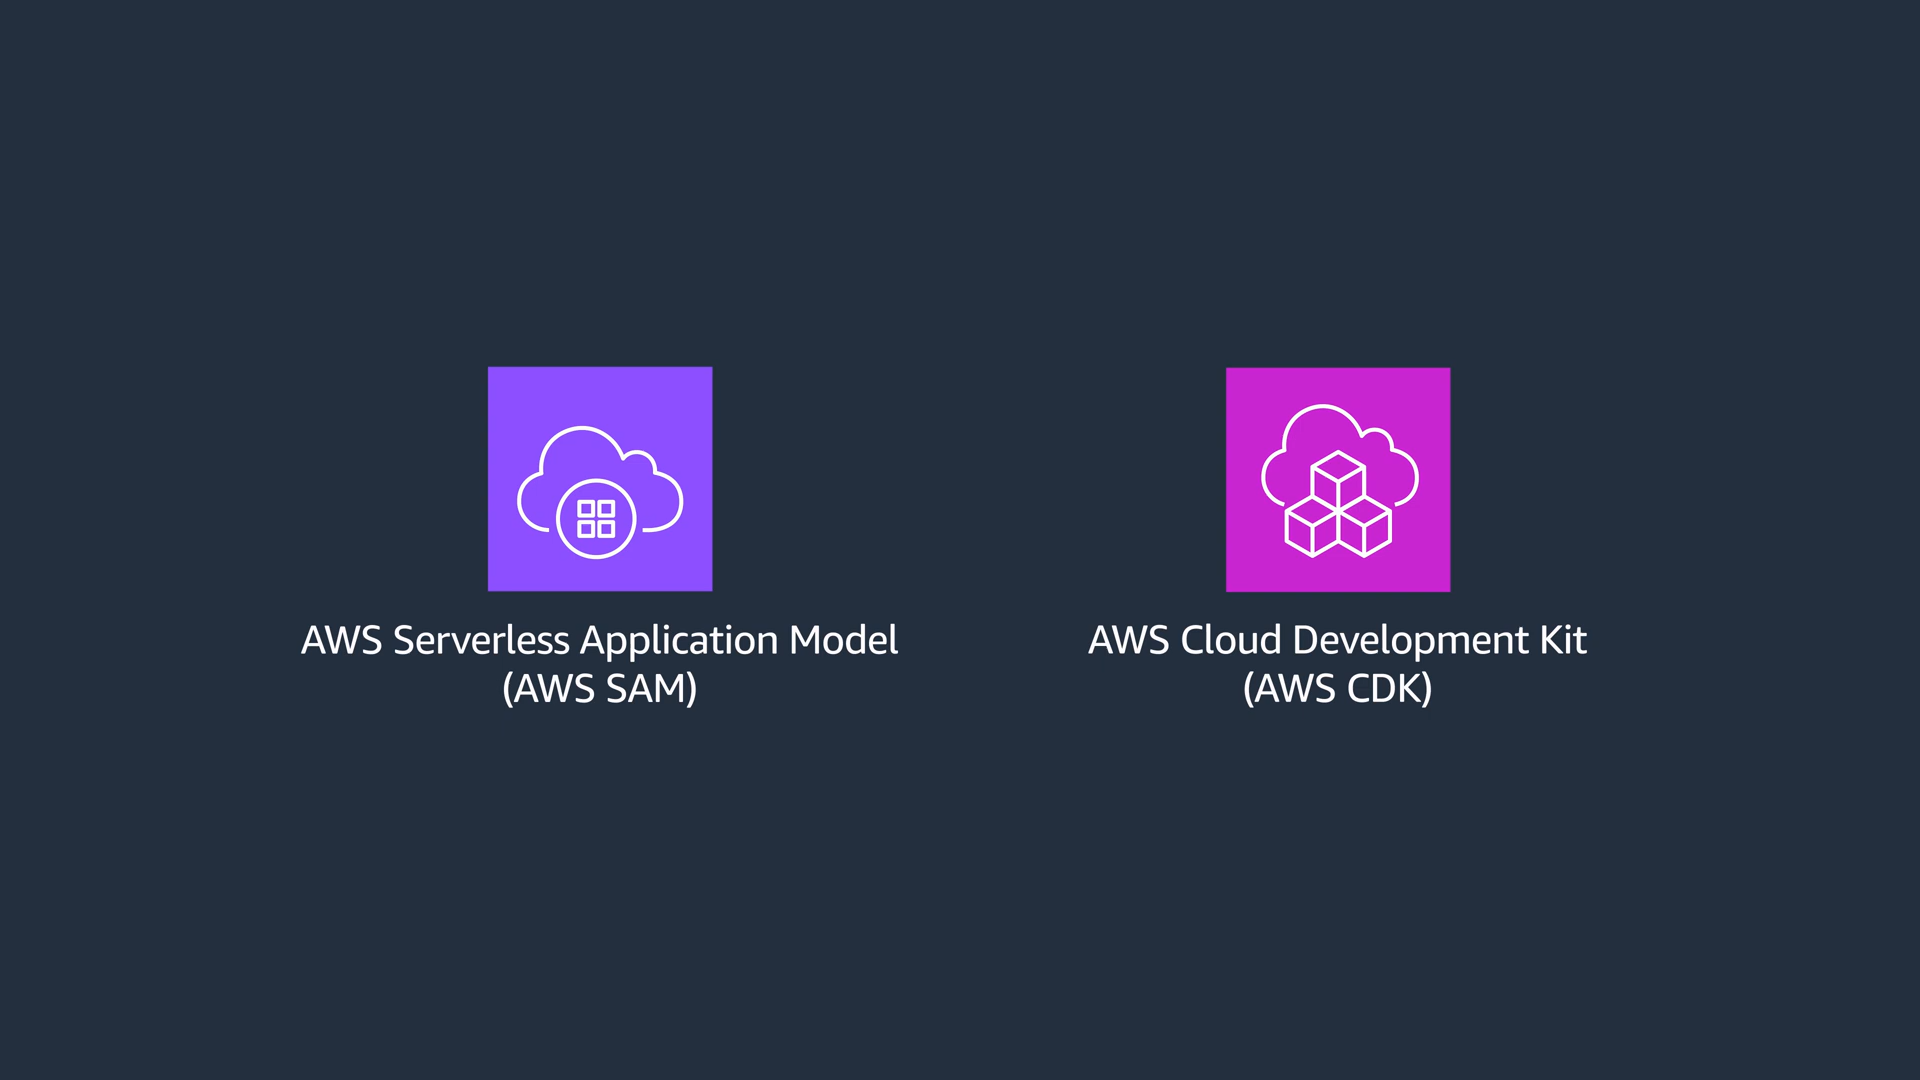 AWS Serverless Application Model
(AWS SAM)
AWS Cloud Development Kit
(AWS CDK)